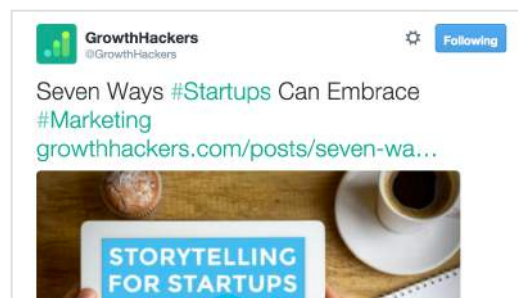 GrowthHackers
@GrowthHackers
Following
Seven Ways #Startups Can Embrace
#Marketing
growthhackers.com/posts/seven-wa...
STORYTELLING
FOR STARTUPS